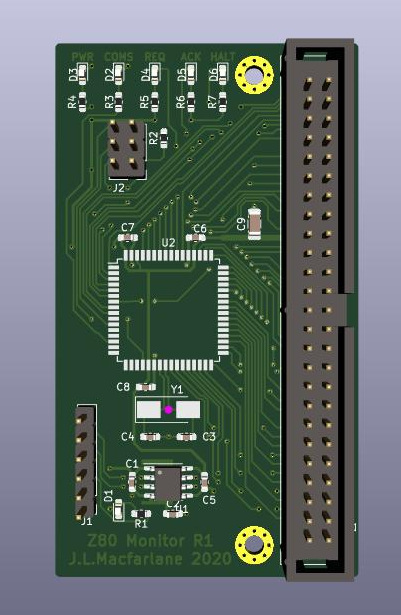 PWR COMS REQ ACK HALT
D3 D2 D4 D5 D6
R4 R3 R5 R6 R7
R2
J2
C9
C7 C6
U2
C8 Y1
C4 C3
C1
C5
D1
J1 R1
Z80 Monitor R1
J.L.Macfarlane 2020